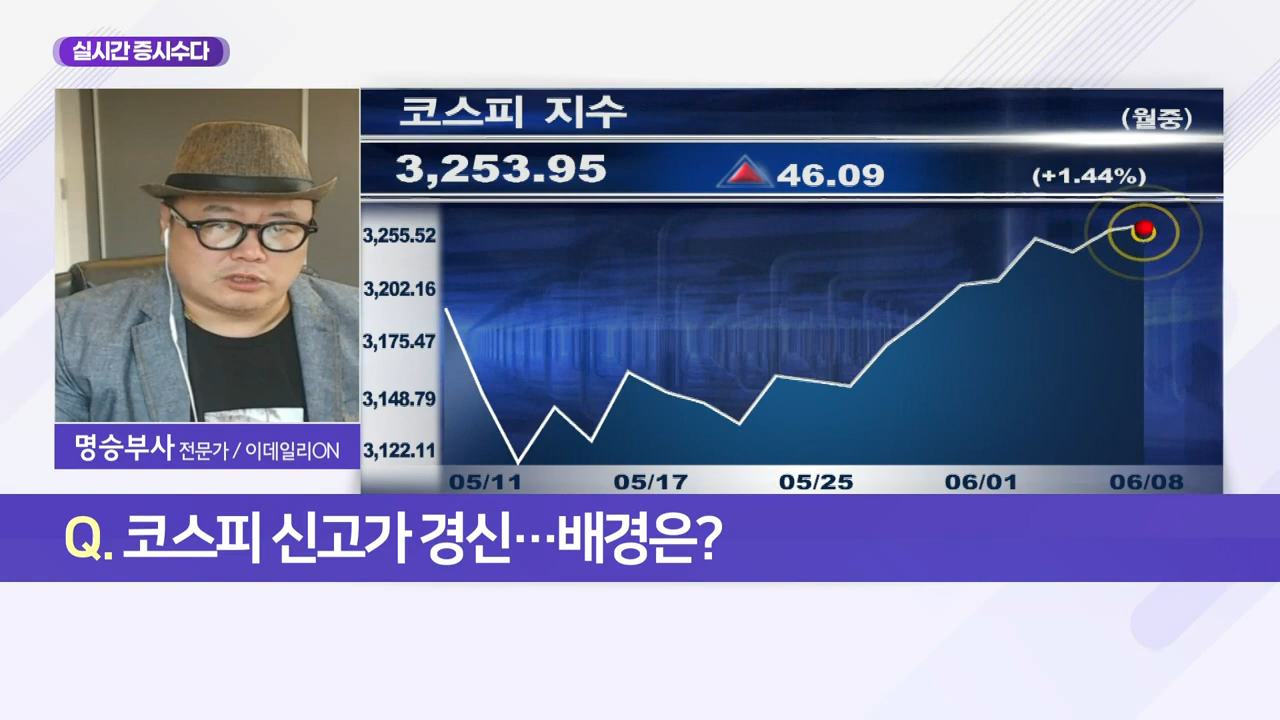 실시간 증시수다
코스피 지수
(월중)
3,253.95
46.09
(+1.44%)
3,255.52
3,202.16
3,175.47
3,148.79
3,122.11
05/11
05/17
05/25
06/01
06/08
명승부사 전문가 / 이데일리ON
Q. 코스피 신고가 경신…배경은?